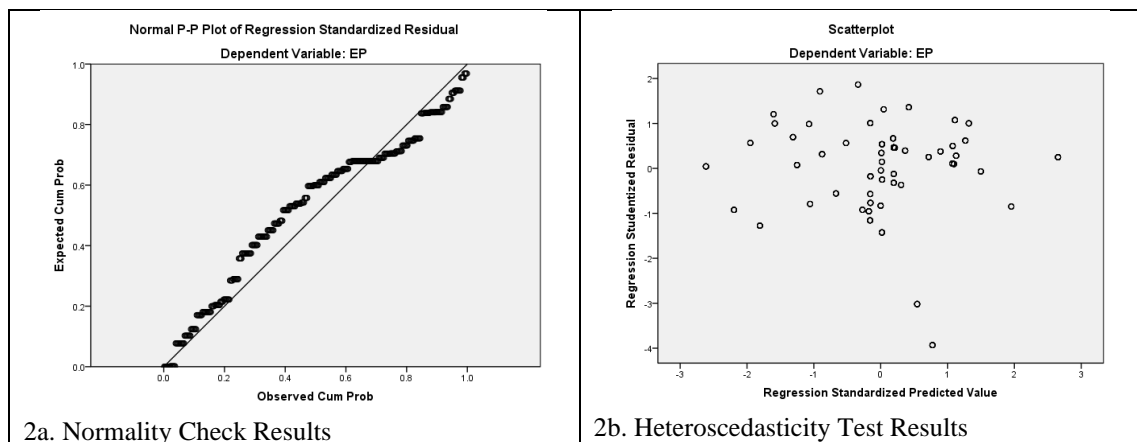 Normal P-P Plot of Regression Standardized Residual
Dependent Variable: EP
Expected Cum Prob
1.0
0.8
0.6
0.4
0.2
0.0
0.0 0.2 0.4 0.6 0.8 1.0
Observed Cum Prob
2a. Normality Check Results
Scatterplot
Dependent Variable: EP
Regression Studentized Residual
2
1
0
-1
-2
-3
-4
-3 -2 -1 0 1 2 3
Regression Standardized Predicted Value
2b. Heteroscedasticity Test Results